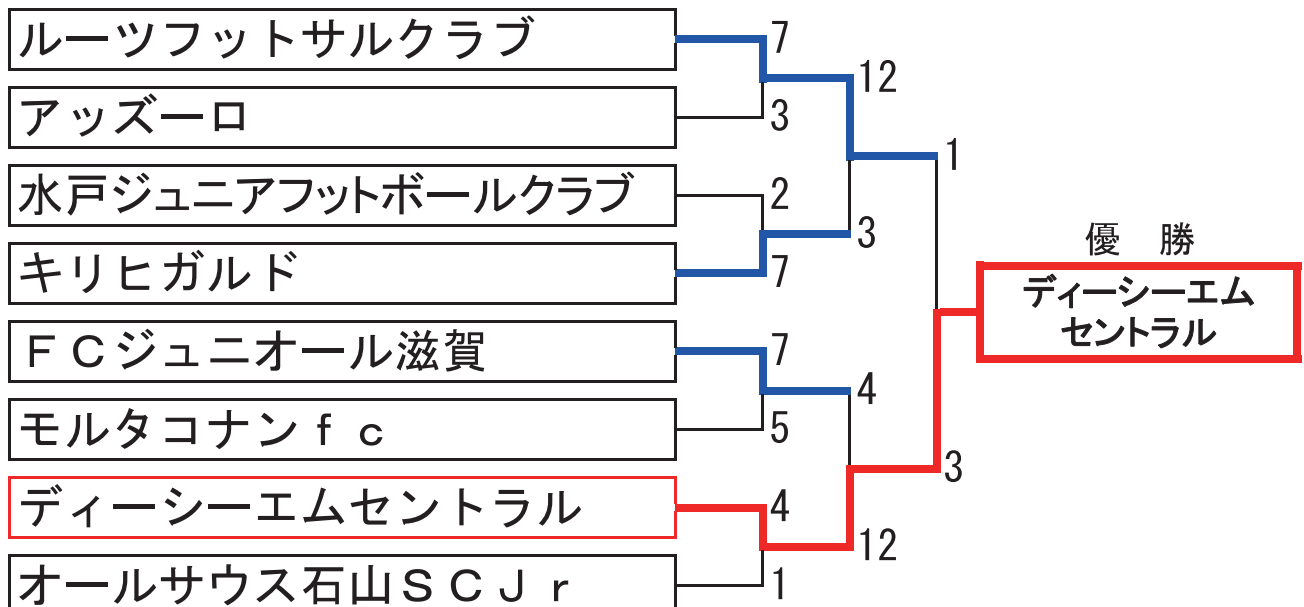 ルーツフットサルクラブ
7
12
アッズーロ
3
1
水戸ジュニアフットボールクラブ
2
3
キリヒガルド
7
優　勝
ディーシーエム
セントラル
ＦＣジュニオール滋賀
7
4
モルタコナンｆｃ
5
3
ディーシーエムセントラル
4
12
オールサウス石山ＳＣＪｒ
1